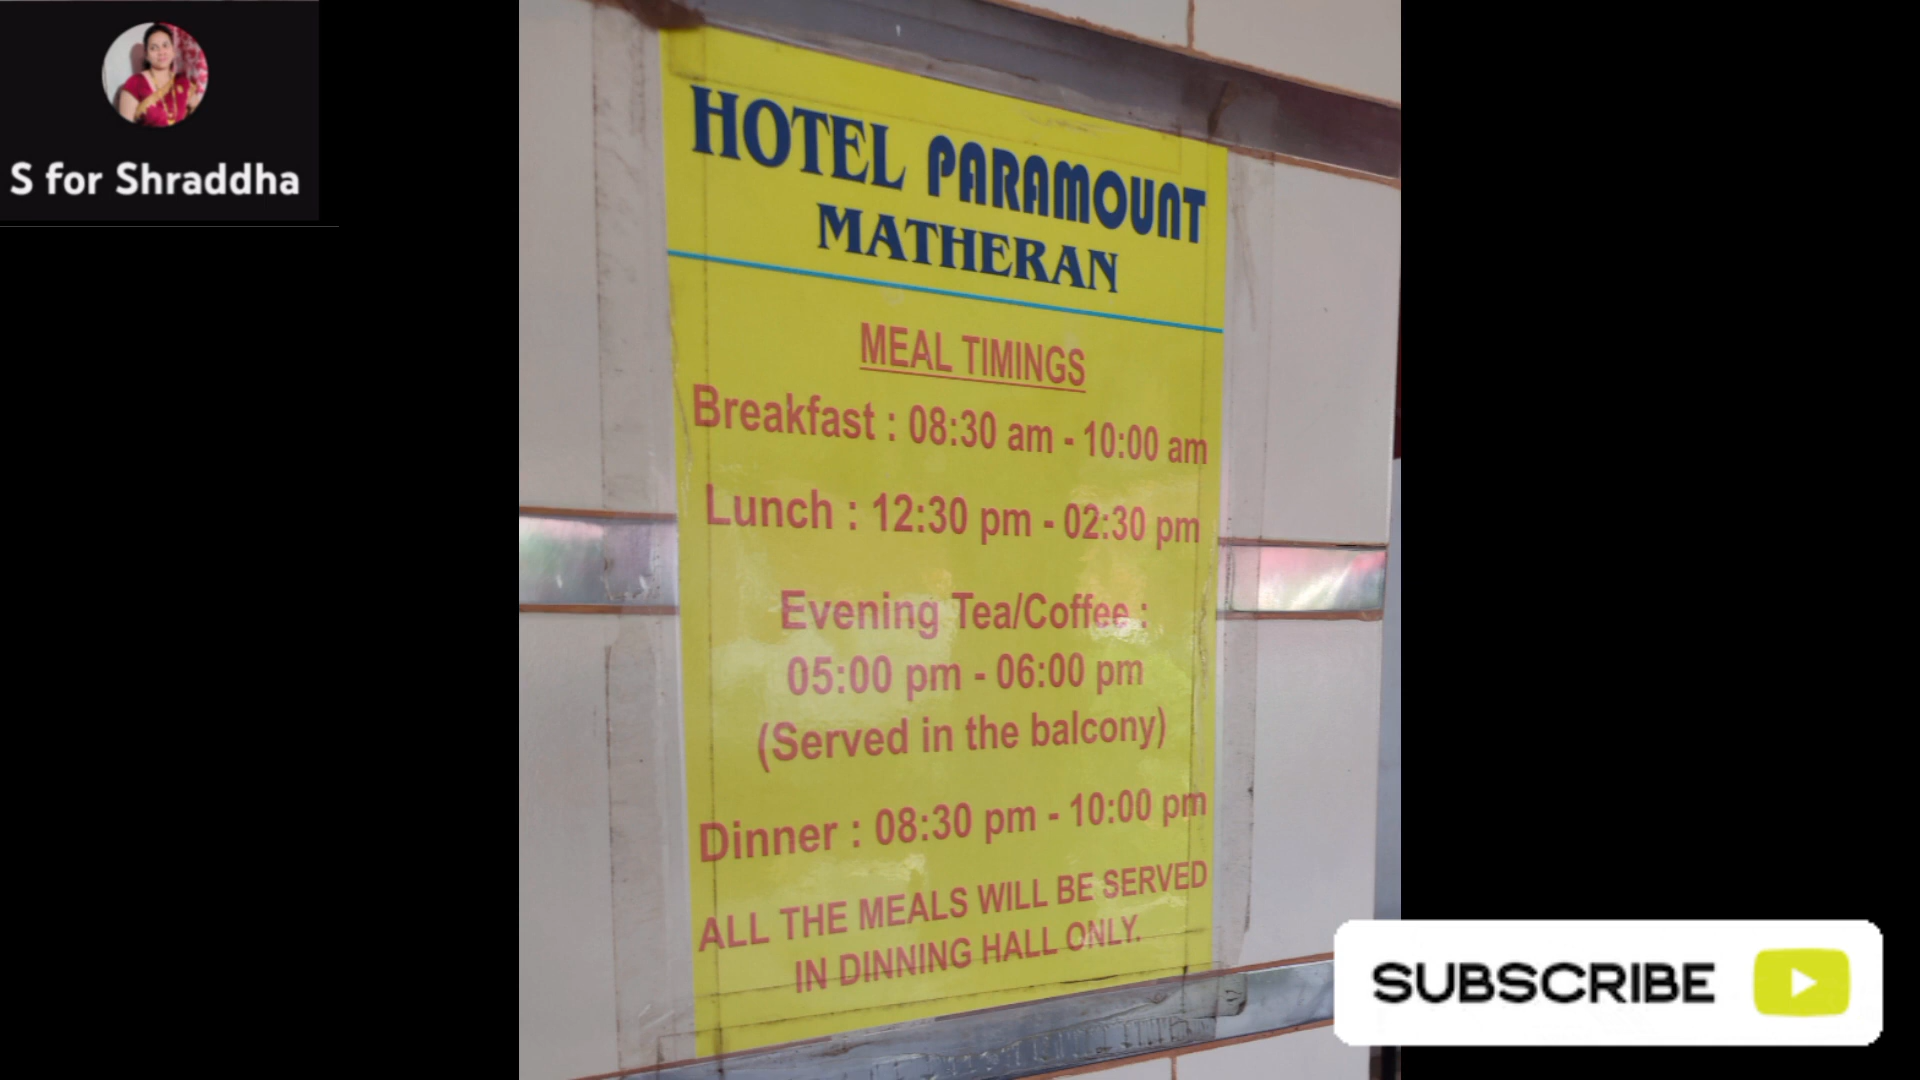 S for Shraddha
HOTEL PARAMOUNT
MATHERAN
MEAL TIMINGS
Breakfast : 08:30 am - 10:00 am
Lunch : 12:30 pm - 02:30 pm
Evening Tea/Coffee :
05:00 pm - 06:00 pm
(Served in the balcony)
Dinner : 08:30 pm - 10:00 pm
ALL THE MEALS WILL BE SERVED
IN DINNING HALL ONLY.
SUBSCRIBE